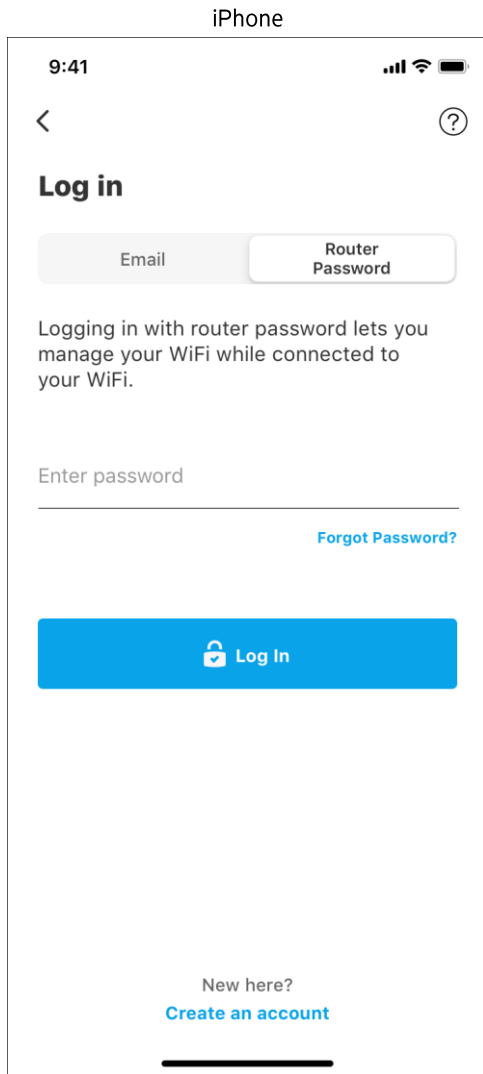 iPhone
9:41
Log in
Email
Router
Password
Logging in with router password lets you
manage your WiFi while connected to
your WiFi.
Enter password
Forgot Password?
Log In
New here?
Create an account